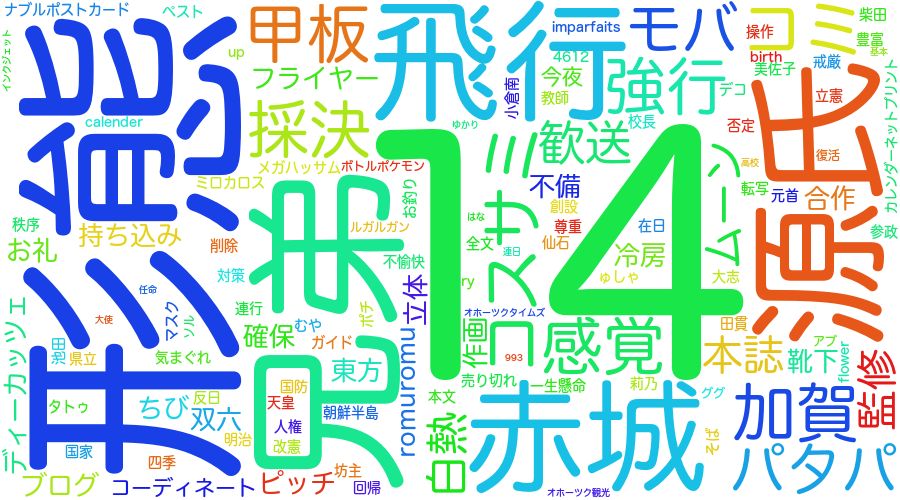 ナブルポストカード
ペスト
甲板
飛行
imparfaits
モバ
コミ
柴田
豊富
基本
インクジェット
up
フライヤー
4612
今夜
教師
操作
birth
美佐子
戒厳
態
形
calender
採決
小倉南
強行
デコ
校長
立憲
否定
ゆかり
歓送
メガハッサム
ボトルポケモン
ミロカロス
お釣り
コスサミ
不備
創設
尊重
仙石
はな
全文
連日
ムーン
高校
復活
転写
元首
合作
源氏
カレンダーネットプリント
参政
秩序
お礼
持ち込み
削除
ルガルガン
不愉快
14
在日
冷房
ゅしゃ
大志
対策
任命
連行
立体
ry
オホーツクタイムズ
田貫
マスク
ソル
ポチ
大使
むや
確保
ガイド
romuromu
作画
993
感覚
本誌
アプ
靴下
flower
ディーカッツェ
池田
県立
気まぐれ
東方
売り切れ
一生懸命
莉乃
ググ
監修
タトゥ
ちび
反日
国防
天皇
双六
人権
朝鮮半島
本文
赤城
加賀
国家
明治
改憲
白熱
そば
四季
坊主
パタパ
ブログ
コーディネート
ピッチ
回帰
オホーツク観光